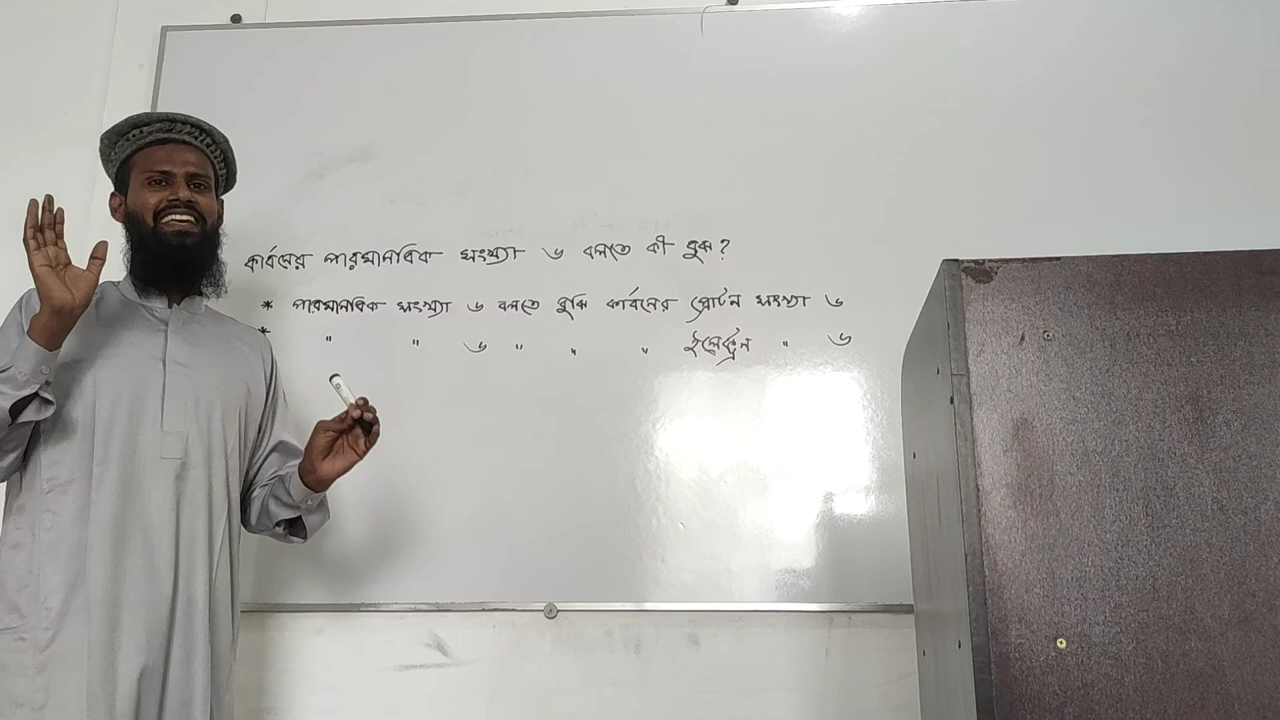 কার্বনের পারমানবিক সংখ্যা ৬ বলতে কী বুঝ?
* পারমানবিক সংখ্যা ৬ বলতে বুঝি কার্বনের প্রোটন সংখ্যা ৬
* " " ৬ " " " ইলেকট্রন " ৬